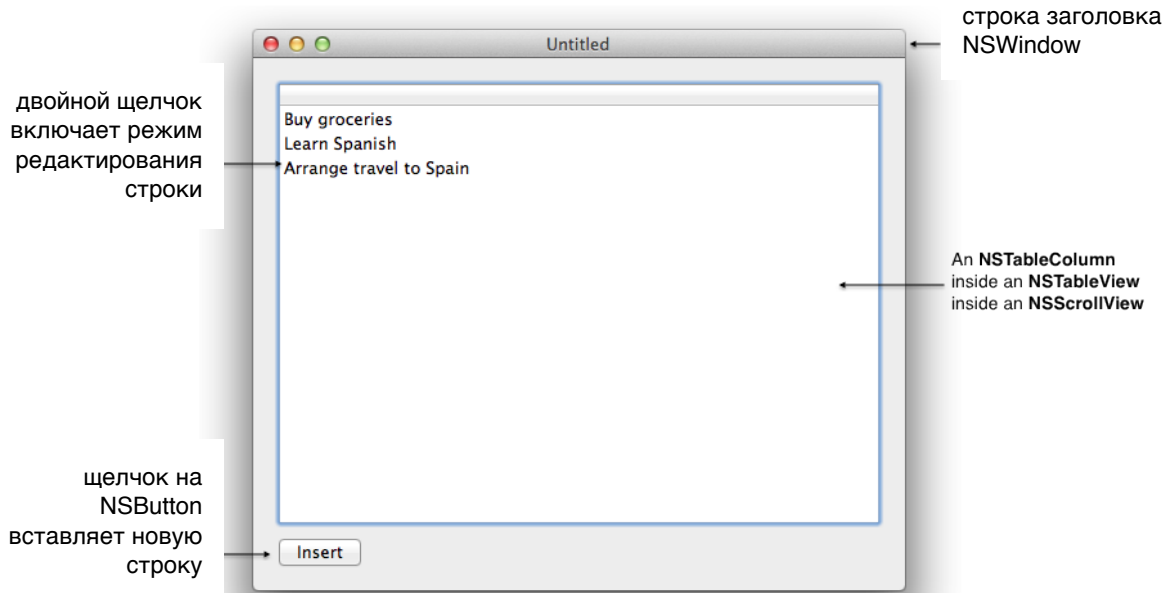 строка заголовка
NSWindow
Untitled
двойной щелчок
включает режим
редактирования
строки
Buy groceries
Learn Spanish
Arrange travel to Spain
An NSTableColumn
inside an NSTableView
inside an NSScrollView
щелчок на
NSButton
вставляет новую
строку
Insert